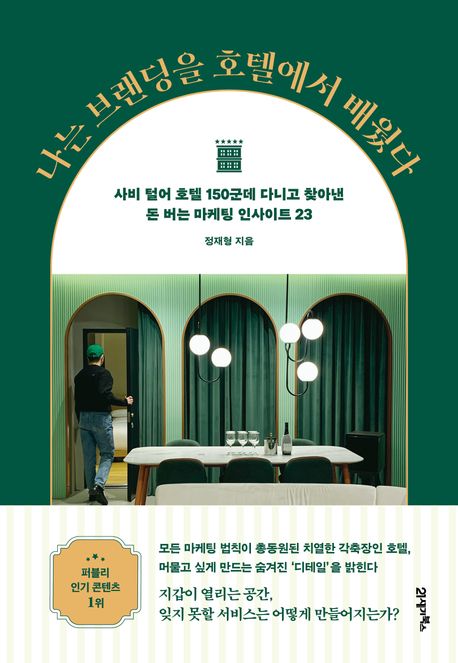 나는 브랜딩을 호텔에서 배웠다
사비 털어 호텔 150군데 다니고 찾아낸
돈 버는 마케팅 인사이트 23
정재형 지음
모든 마케팅 법칙이 총동원된 치열한 각축장인 호텔,
머물고 싶게 만드는 숨겨진 ‘디테일’을 밝힌다
지갑이 열리는 공간,
잊지 못할 서비스는 어떻게 만들어지는가?
퍼블리
인기 콘텐츠
1위
21세기북스